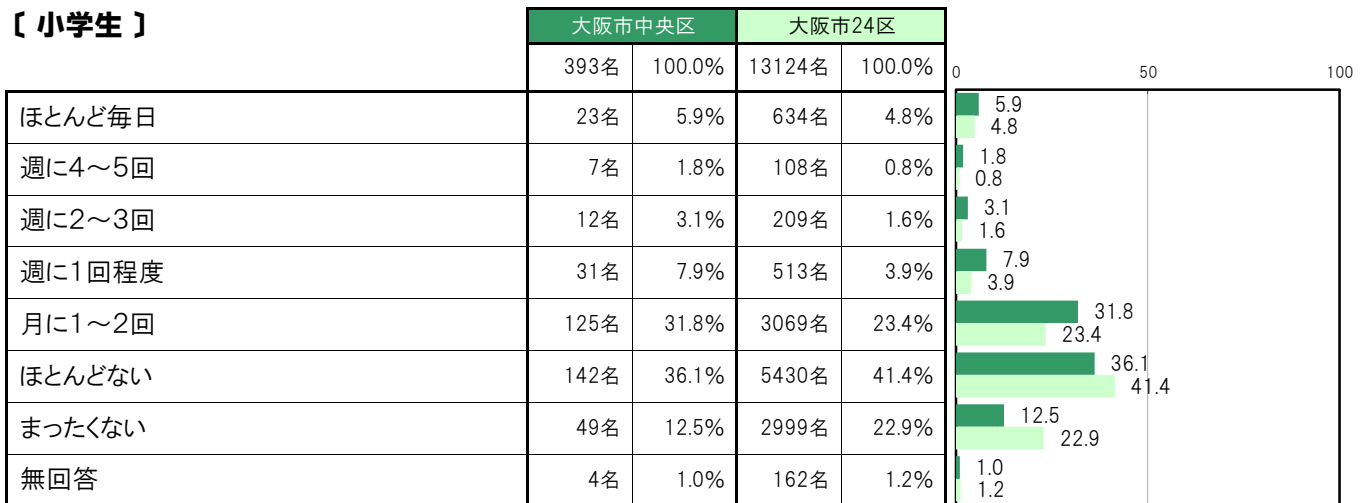 〔 小学生 〕
大阪市中央区 大阪市24区
393名 100.0% 13124名 100.0% 0 50 100
ほとんど毎日 23名 5.9% 634名 4.8% 5.9
4.8
週に4～5回 7名 1.8% 108名 0.8% 1.8
0.8
週に2～3回 12名 3.1% 209名 1.6% 3.1
1.6
週に1回程度 31名 7.9% 513名 3.9% 7.9
3.9
月に1～2回 125名 31.8% 3069名 23.4% 31.8
23.4
ほとんどない 142名 36.1% 5430名 41.4% 36.1
41.4
まったくない 49名 12.5% 2999名 22.9% 12.5
22.9
無回答 4名 1.0% 162名 1.2% 1.0
1.2